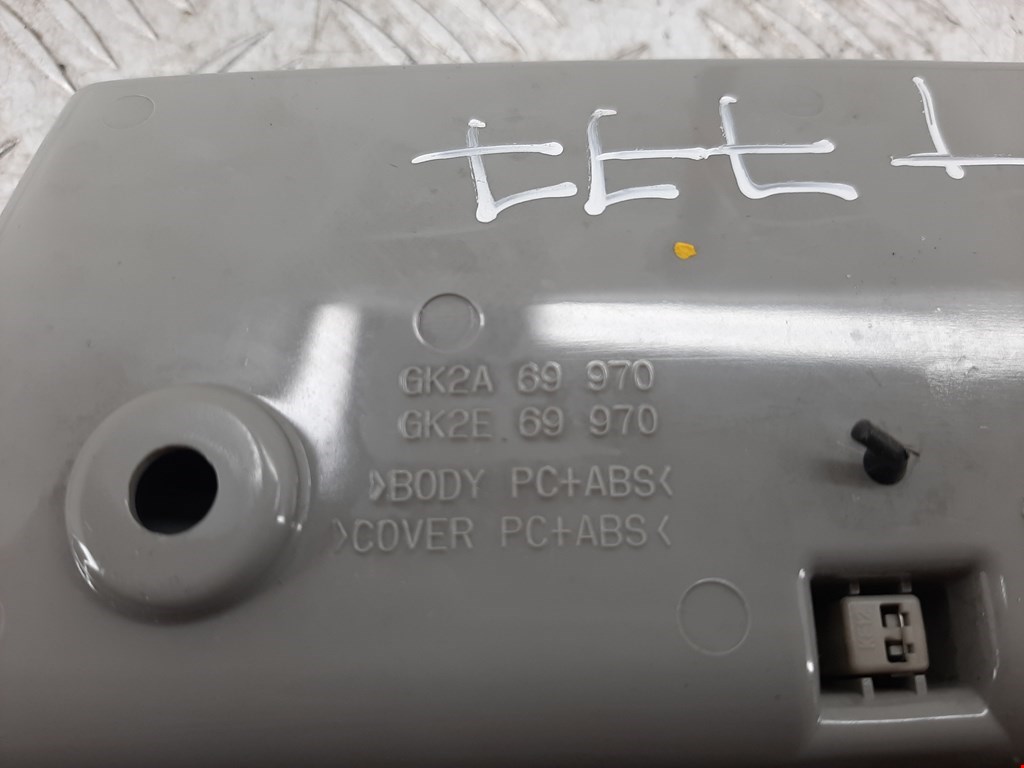 GK2A 69 970
GK2E 69 970
>BODY PC+ABS<
>COVER PC+ABS<